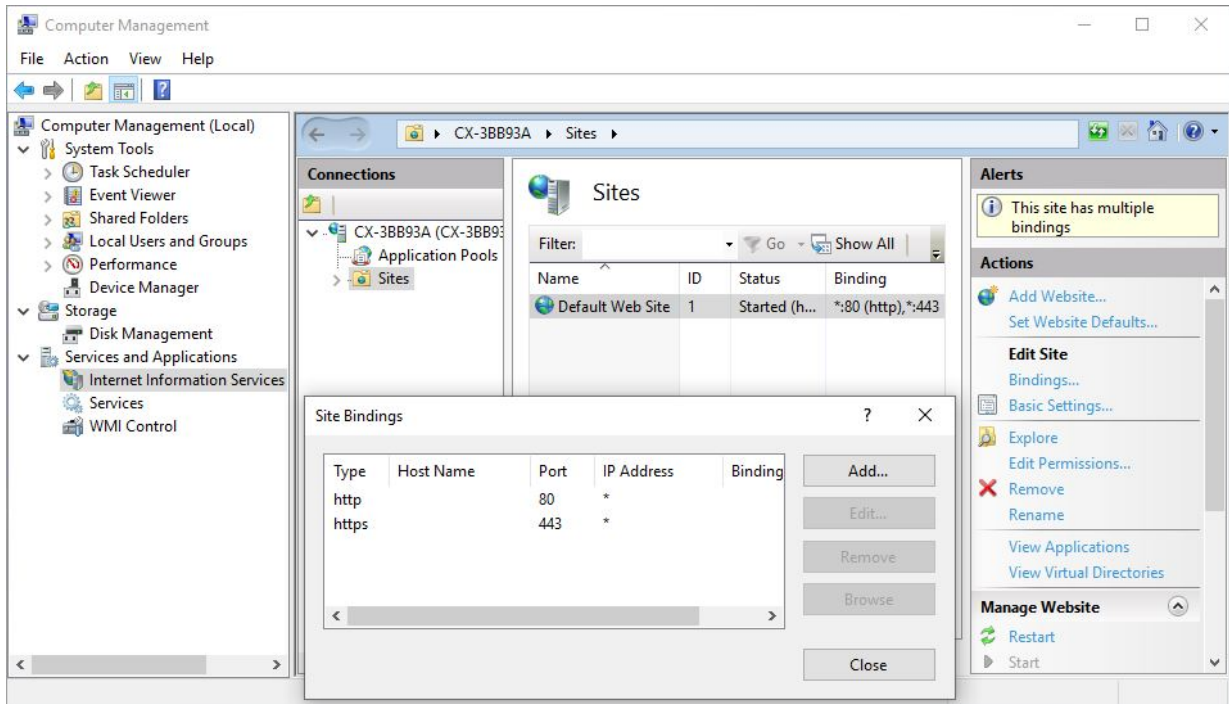 Computer Management
File Action View Help
Computer Management (Local)
System Tools
Task Scheduler
Event Viewer
Shared Folders
Local Users and Groups
Performance
Device Manager
Storage
Disk Management
Services and Applications
Internet Information Services
Services
WMI Control
CX-3BB93A Sites
Connections
CX-3BB93A (CX-3BB93
Application Pools
Sites
Sites
Filter: Go Show All
Name ID Status Binding
Default Web Site 1 Started (h... *:80 (http),*:443
Alerts
This site has multiple
bindings
Actions
Add Website...
Set Website Defaults...
Edit Site
Bindings...
Basic Settings...
Explore
Edit Permissions...
Remove
Rename
View Applications
View Virtual Directories
Manage Website
Restart
Start
Site Bindings ?
Type Host Name Port IP Address Binding
http 80 *
https 443 *
Add...
Edit...
Remove
Browse
Close